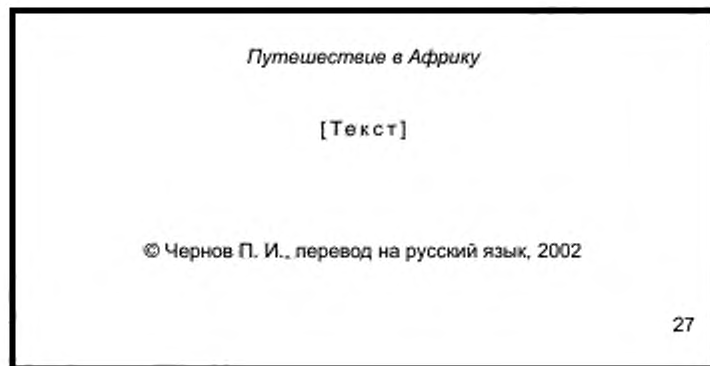 Путешествие в Африку
[Текст]
© Чернов П. И., перевод на русский язык, 2002
27